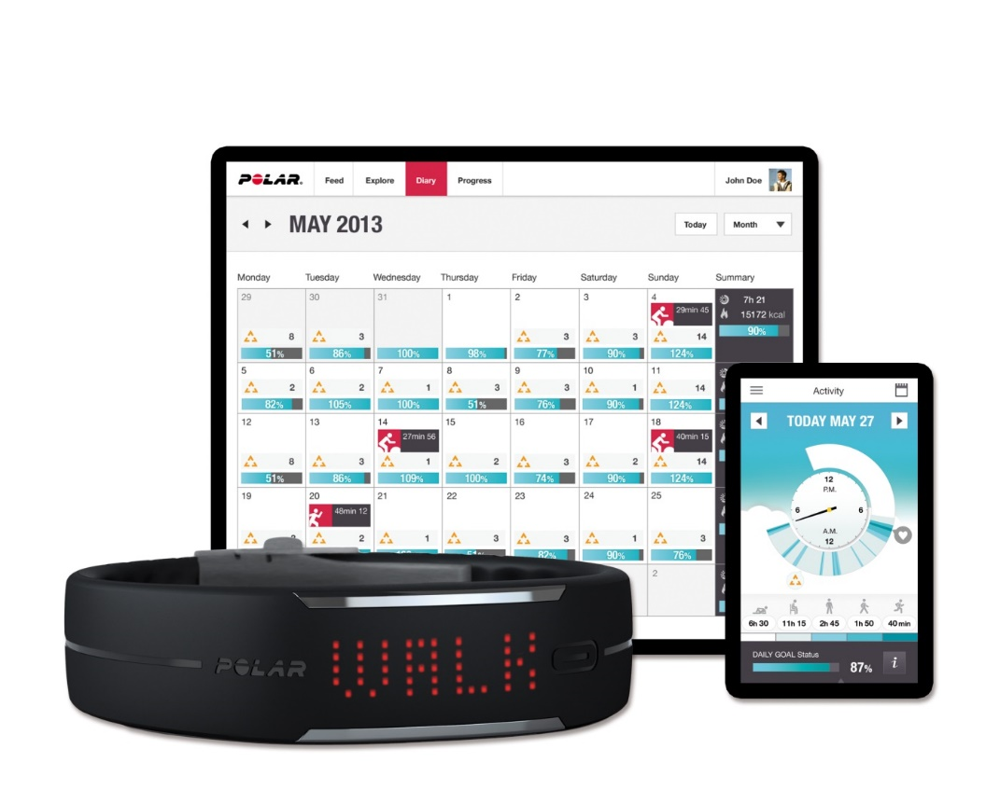 POLAR.
Feed Explore Diary Progress
John Doe
MAY 2013
Today Month
Monday Tuesday Wednesday Thursday Friday Saturday Sunday Summary
29 30 31 1 2 3 4
29min 45
7h 21
15172 kcal
8 3 3 3 14
90%
51% 86% 100% 98% 77% 90% 124%
5 6 7 8 9 10 11
2 2 1 3 3 1 14
82% 105% 100% 51% 76% 90% 124%
12 13 14 15 16 17 18
27min 56 40min 15
8 3 1 2 3 2 14
51% 86% 109% 100% 74% 90% 124%
19 20 21 22 23 24 25
48min 12
2 1 3 3 1 3
82% 90% 76%
2
Activity
TODAY MAY 27
12
P.M.
6 6
A.M.
12
6h 30 11h 15 2h 45 1h 50 40 min
DAILY GOAL Status
87% i
POLAR
WALK